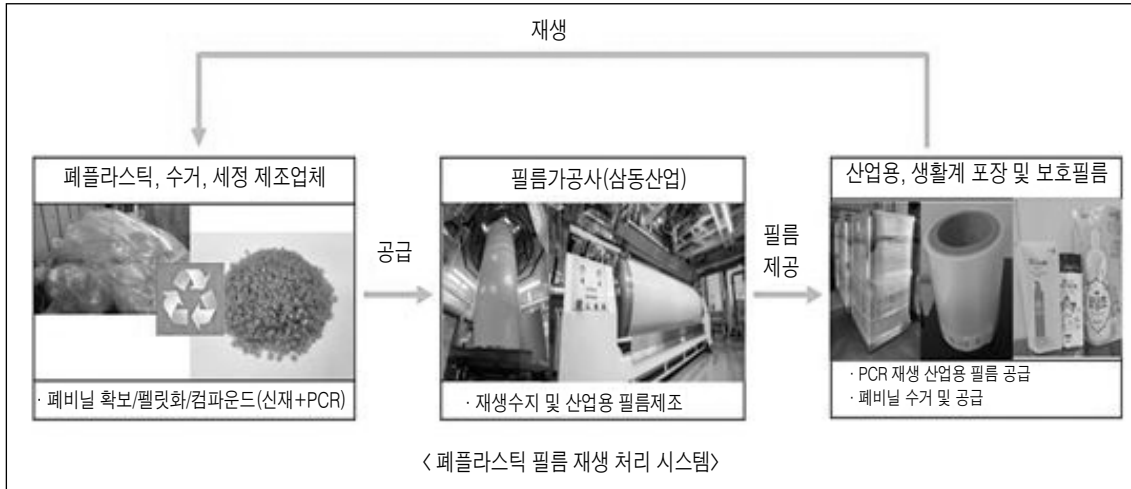 재생
폐플라스틱, 수거, 세정 제조업체
· 폐비닐 확보/펠릿화/컴파운드(신재+PCR)
공급
필름가공사(삼동산업)
· 재생수지 및 산업용 필름제조
필름
제공
산업용, 생활계 포장 및 보호필름
· PCR 재생 산업용 필름 공급
· 폐비닐 수거 및 공급
〈 폐플라스틱 필름 재생 처리 시스템〉